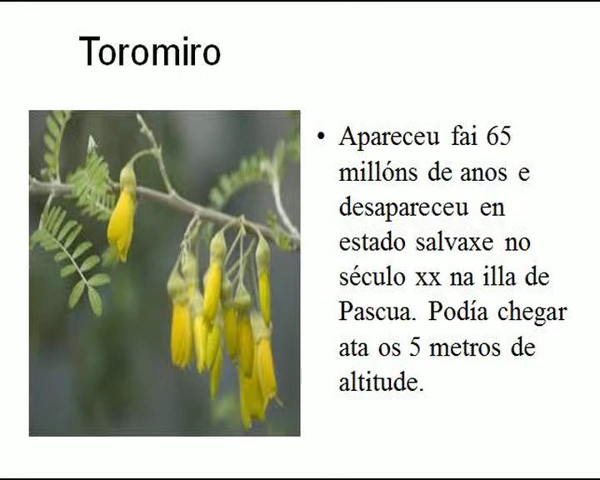 Toromiro
• Apareceu fai 65
millóns de anos e
desapareceu en
estado salvaxe no
século xx na illa de
Pascua. Podía chegar
ata os 5 metros de
altitude.